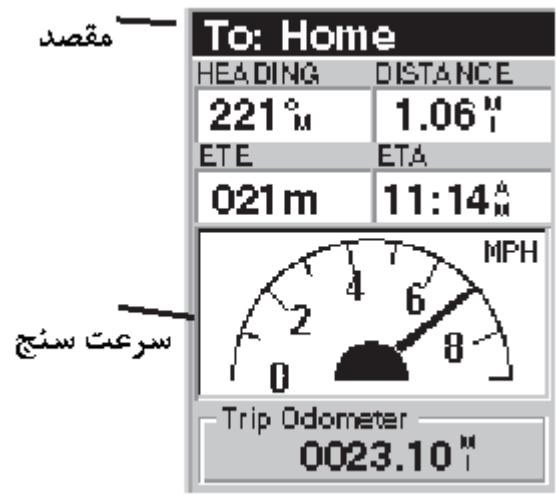 مقصد
To: Home
HEADING DISTANCE
221°M 1.06 MI
ETE ETA
021m 11:14 AM
MPH
0 2 4 6 8
سرعت سنج
Trip Odometer
0023.10 MI